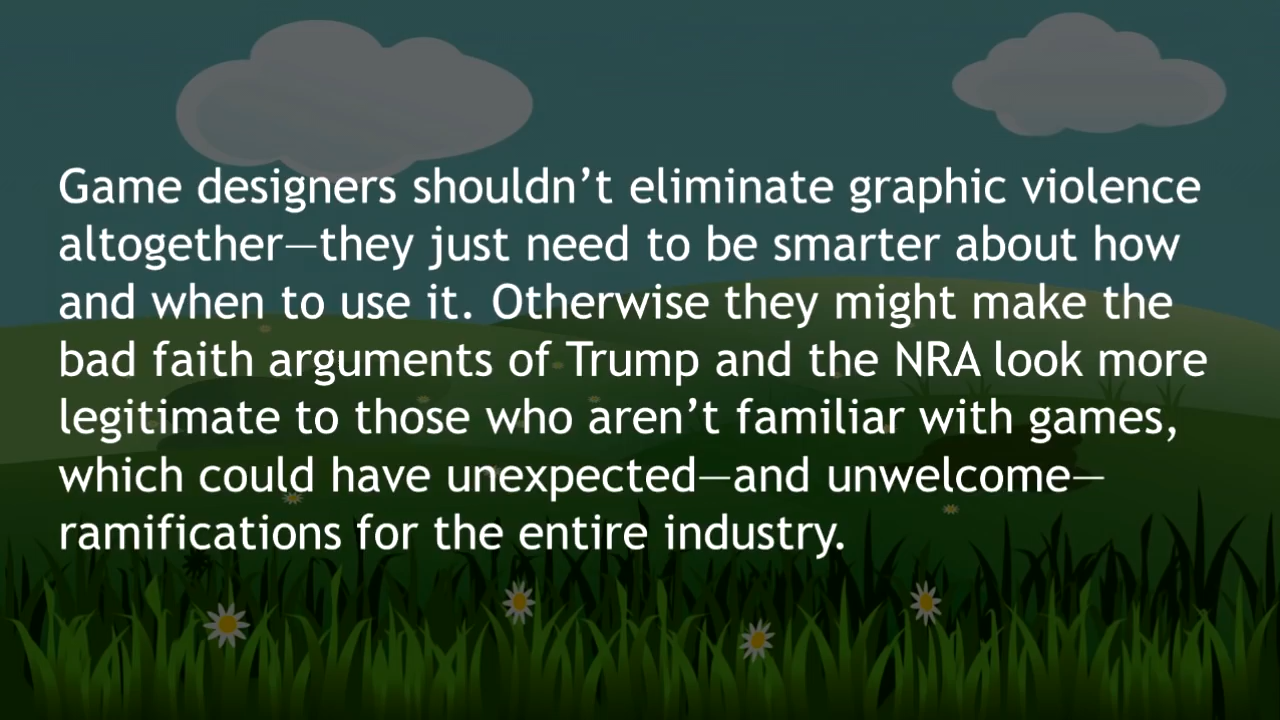 Game designers shouldn’t eliminate graphic violence
altogether—they just need to be smarter about how
and when to use it. Otherwise they might make the
bad faith arguments of Trump and the NRA look more
legitimate to those who aren’t familiar with games,
which could have unexpected—and unwelcome—
ramifications for the entire industry.